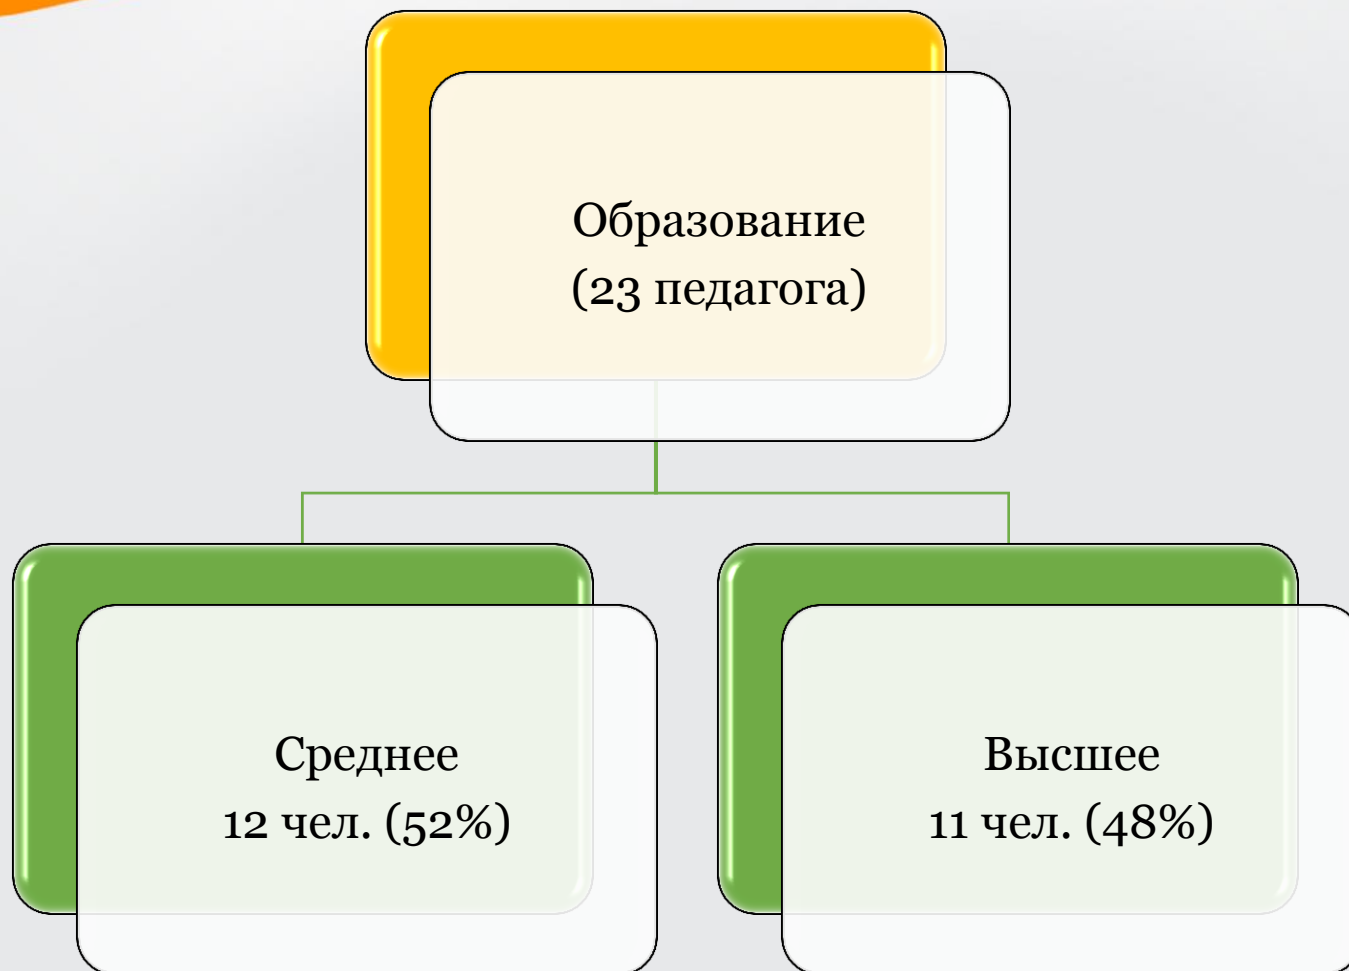 Образование
(23 педагога)
Среднее
12 чел. (52%)
Высшее
11 чел. (48%)